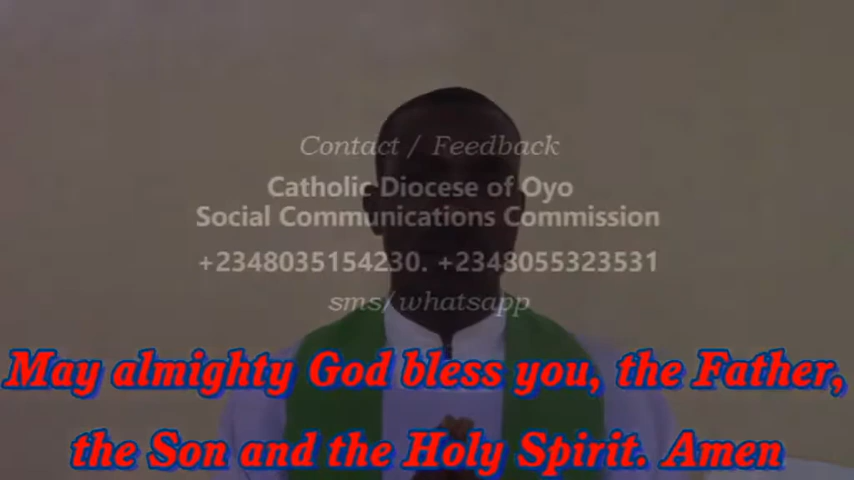 Contact / Feedback
Catholic Diocese of Oyo
Social Communications Commission
+2348035154230. +2348055323531
sms/whatsapp
May almighty God bless you, the Father,
the Son and the Holy Spirit. Amen